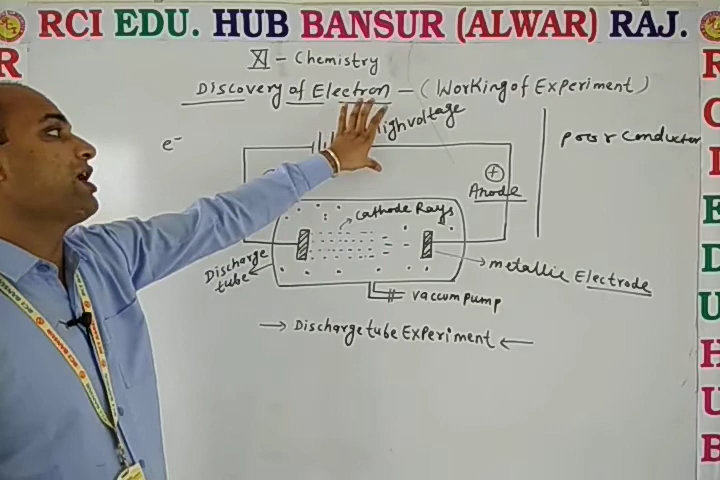 RCI EDU. HUB BANSUR (ALWAR) RAJ.
XI - Chemistry
Discovery of Electron - (Working of Experiment)
high voltage
e-
poor conductor
+
Anode
Cathode Rays
Discharge tube
metallic Electrode
vaccum pump
→ Discharge tube Experiment ←
R
R
C
I
E
D
U
H
U
B